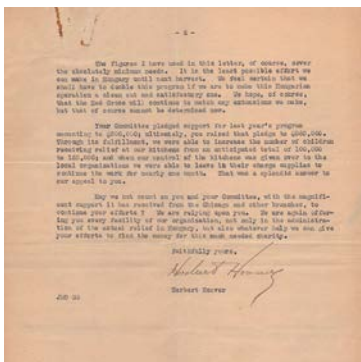 - 2 -
The figures I have used in this letter, of course, cover
the absolutely minimum needs. It is the least possible effort we
can make in Hungary until next harvest. We feel certain that we
shall have to double this program if we are to make this Hungarian
operation a clean cut and satisfactory one. We hope, of course,
that the Red Cross will continue to match any extensions we make,
but that of course cannot be determined now.
Your Committee pledged support for last year's program
amounting to ; ultimately, you raised that pledge to
Through its fulfillment, we were able to increase the number of children
receiving relief at our kitchens from an anticipated total of 100,000
to ; and when our control of the kitchens was given over to the
local organizations we were able to leave in their charge supplies to
continue the work for nearly one month. That was a splendid answer to
our appeal to you.
May we not count on you and your Committee, with the magnifi-
cent support it has received from the Chicago and other branches, to
continue your efforts? We are relying upon you. We are again offer-
ing you every facility of our organization, not only in the administra-
tion of the actual relief in Hungary, but also whatever help we can give
your efforts to find the money for this much needed charity.
Faithfully yours,
Herbert Hoover
Herbert Hoover